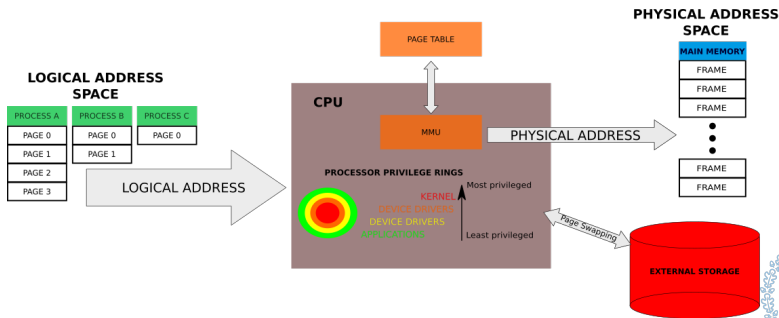 PHYSICAL ADDRESS
SPACE
PAGE TABLE
MAIN MEMORY
FRAME
FRAME
FRAME
FRAME
FRAME
LOGICAL ADDRESS
SPACE
PROCESS A
PROCESS B
PROCESS C
PAGE 0
PAGE 0
PAGE 0
PAGE 1
PAGE 1
PAGE 2
PAGE 3
LOGICAL ADDRESS
CPU
MMU
PHYSICAL ADDRESS
PROCESSOR PRIVILEGE RINGS
KERNEL
DEVICE DRIVERS
DEVICE DRIVERS
APPLICATIONS
Most privileged
Least privileged
Page Swapping
EXTERNAL STORAGE